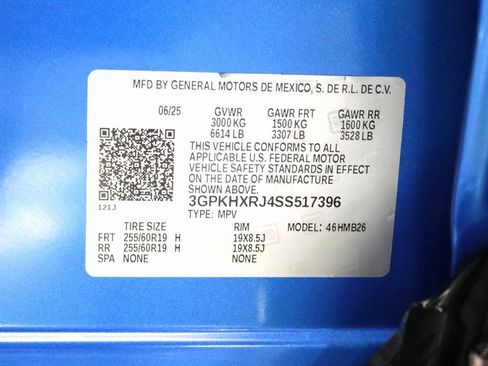 MFD BY GENERAL MOTORS DE MEXICO, S. DE R.L. DE C.V.
06/25 GVWR GAWR FRT GAWR RR
3000 KG 1500 KG 1600 KG
6614 LB 3307 LB 3528 LB
THIS VEHICLE CONFORMS TO ALL
APPLICABLE U.S. FEDERAL MOTOR
VEHICLE SAFETY STANDARDS IN EFFECT
ON THE DATE OF MANUFACTURE
SHOWN ABOVE.
121J 3GPKHXRJ4SS517396
TYPE: MPV
TIRE SIZE RIM MODEL: 46HMB26
FRT 255/60R19 H 19X8.5J
RR 255/60R19 H 19X8.5J
SPA NONE NONE